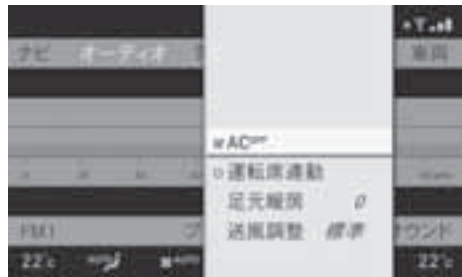 ナビ オーディオ 車両
AC
運転席連動
足元暖房 0
送風調整 標準
FM1 サウンド
22℃ 22℃